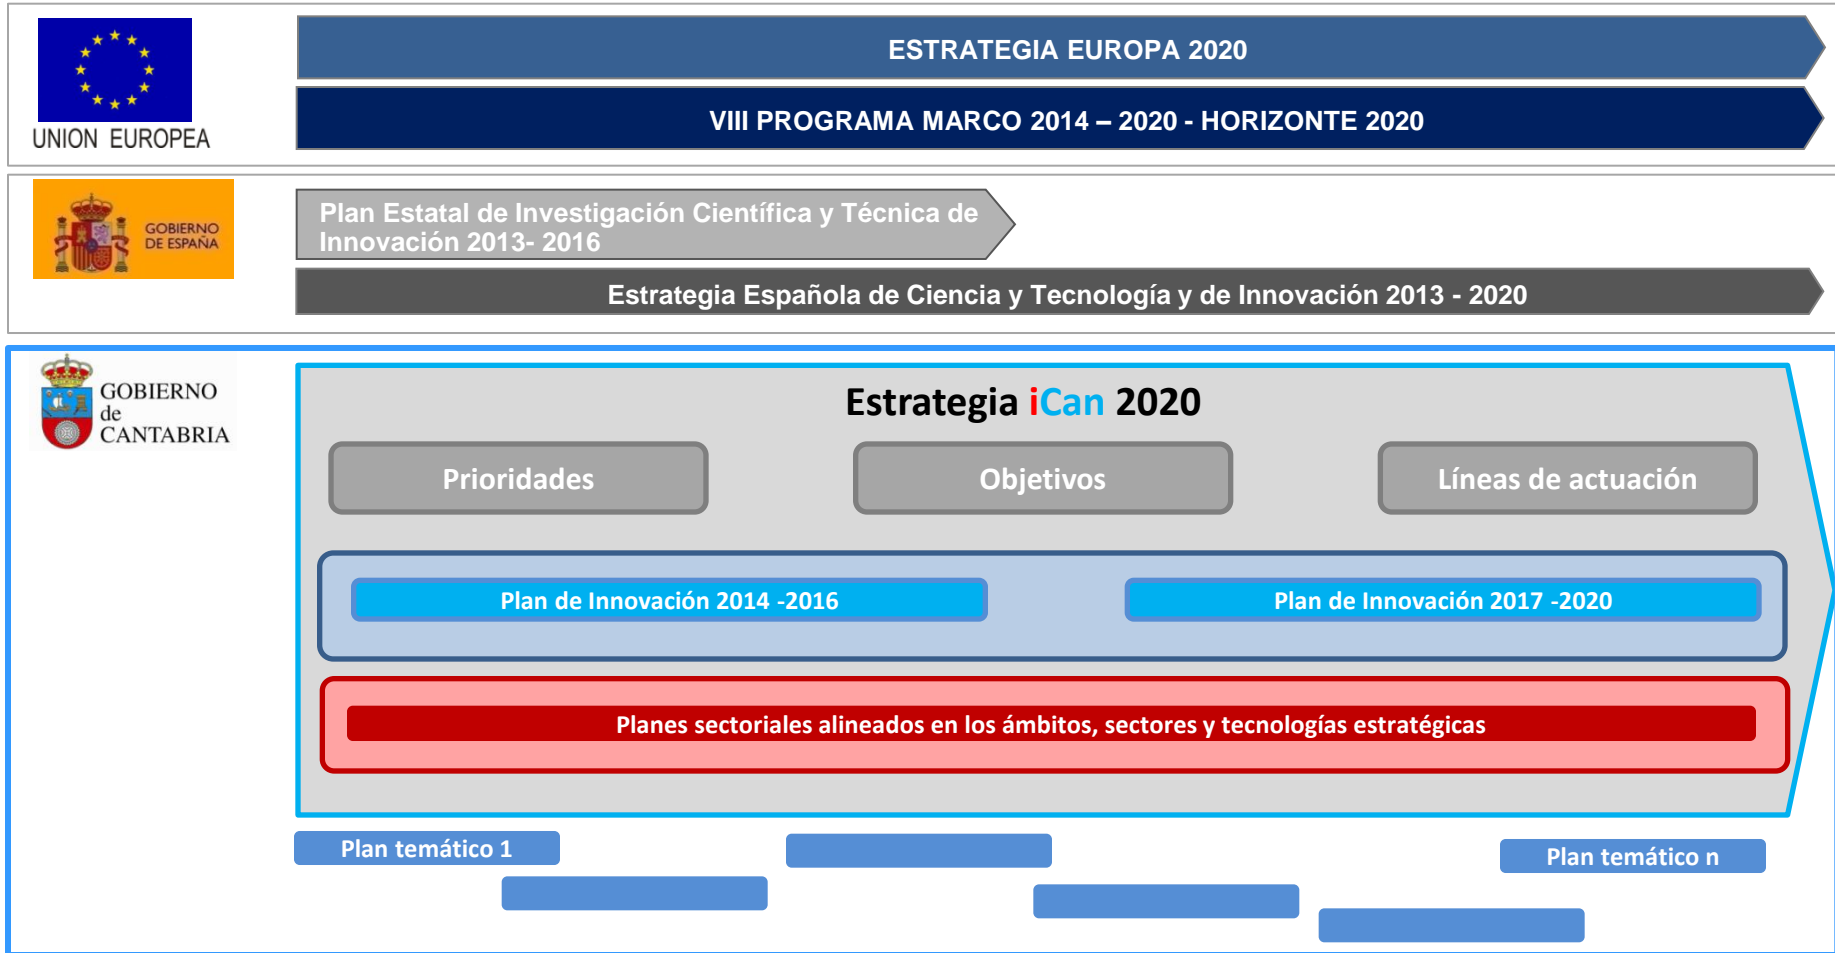 ESTRATEGIA EUROPA 2020
VIII PROGRAMA MARCO 2014 – 2020 - HORIZONTE 2020
UNION EUROPEA
GOBIERNO
DE ESPAÑA
Plan Estatal de Investigación Científica y Técnica de
Innovación 2013- 2016
Estrategia Española de Ciencia y Tecnología y de Innovación 2013 - 2020
GOBIERNO
de
CANTABRIA
Estrategia iCan 2020
Prioridades
Objetivos
Líneas de actuación
Plan de Innovación 2014 -2016
Plan de Innovación 2017 -2020
Planes sectoriales alineados en los ámbitos, sectores y tecnologías estratégicas
Plan temático 1
Plan temático n